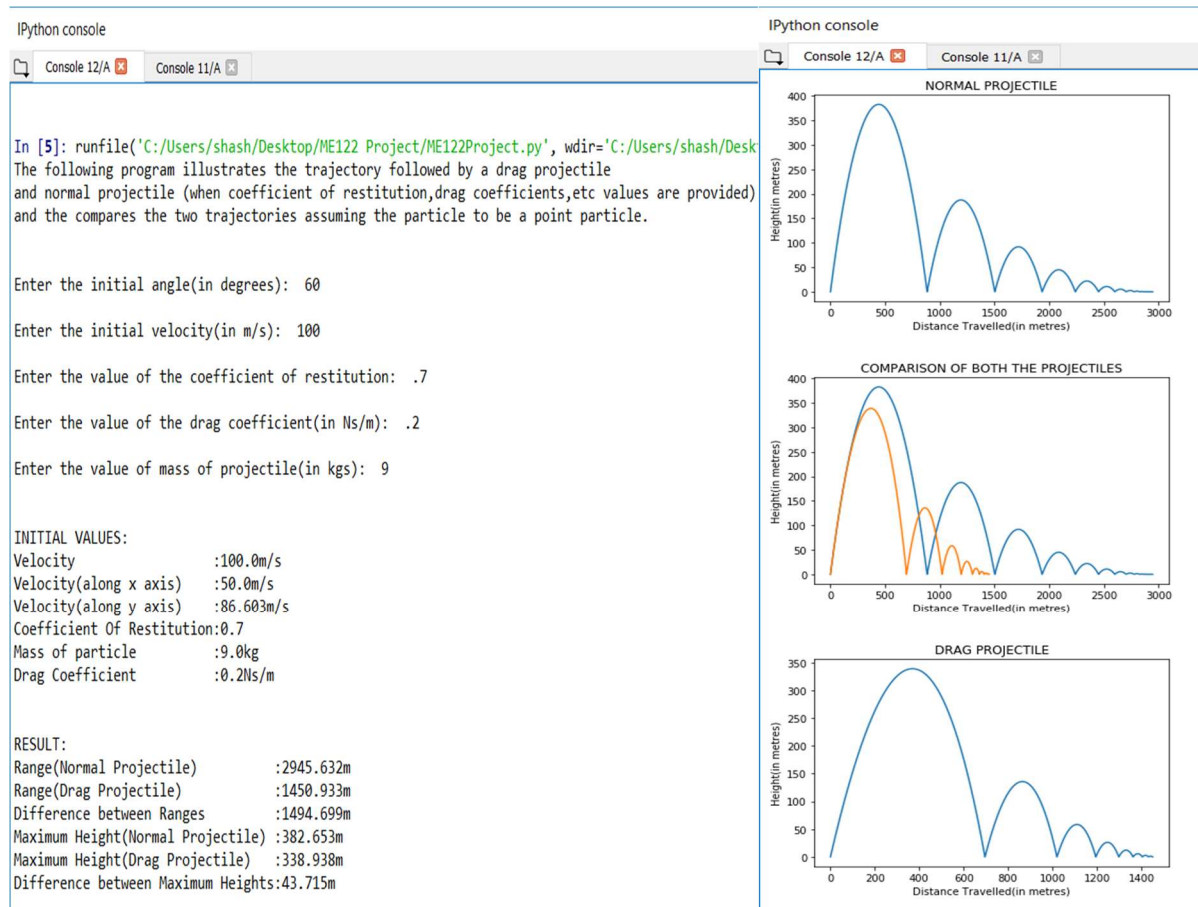 IPython console
Console 12/A
Console 11/A
In [5]: runfile('C:/Users/shash/Desktop/ME122 Project/ME122Project.py', wdir='C:/Users/shash/Desk
The following program illustrates the trajectory followed by a drag projectile
and normal projectile (when coefficient of restitution,drag coefficients,etc values are provided)
and the compares the two trajectories assuming the particle to be a point particle.
Enter the initial angle(in degrees): 60
Enter the initial velocity(in m/s): 100
Enter the value of the coefficient of restitution: .7
Enter the value of the drag coefficient(in Ns/m): .2
Enter the value of mass of projectile(in kgs): 9
INITIAL VALUES:
Velocity :100.0m/s
Velocity(along x axis) :50.0m/s
Velocity(along y axis) :86.603m/s
Coefficient Of Restitution:0.7
Mass of particle :9.0kg
Drag Coefficient :0.2Ns/m
RESULT:
Range(Normal Projectile) :2945.632m
Range(Drag Projectile) :1450.933m
Difference between Ranges :1494.699m
Maximum Height(Normal Projectile) :382.653m
Maximum Height(Drag Projectile) :338.938m
Difference between Maximum Heights:43.715m
IPython console
Console 12/A
Console 11/A
NORMAL PROJECTILE
Height(in metres)
400
350
300
250
200
150
100
50
0
0 500 1000 1500 2000 2500 3000
Distance Travelled(in metres)
COMPARISON OF BOTH THE PROJECTILES
Height(in metres)
400
350
300
250
200
150
100
50
0
0 500 1000 1500 2000 2500 3000
Distance Travelled(in metres)
DRAG PROJECTILE
Height(in metres)
350
300
250
200
150
100
50
0
0 200 400 600 800 1000 1200 1400
Distance Travelled(in metres)